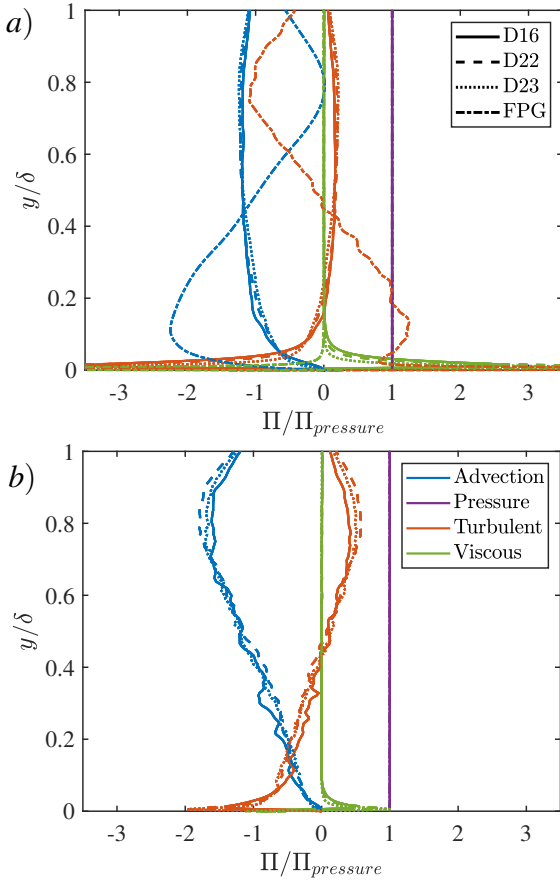 a)
D16
D22
D23
FPG
1
0.8
0.6
0.4
0.2
0
y/δ
-3 -2 -1 0 1 2 3
Π/Π_pressure
b)
Advection
Pressure
Turbulent
Viscous
1
0.8
0.6
0.4
0.2
0
y/δ
-3 -2 -1 0 1 2 3
Π/Π_pressure